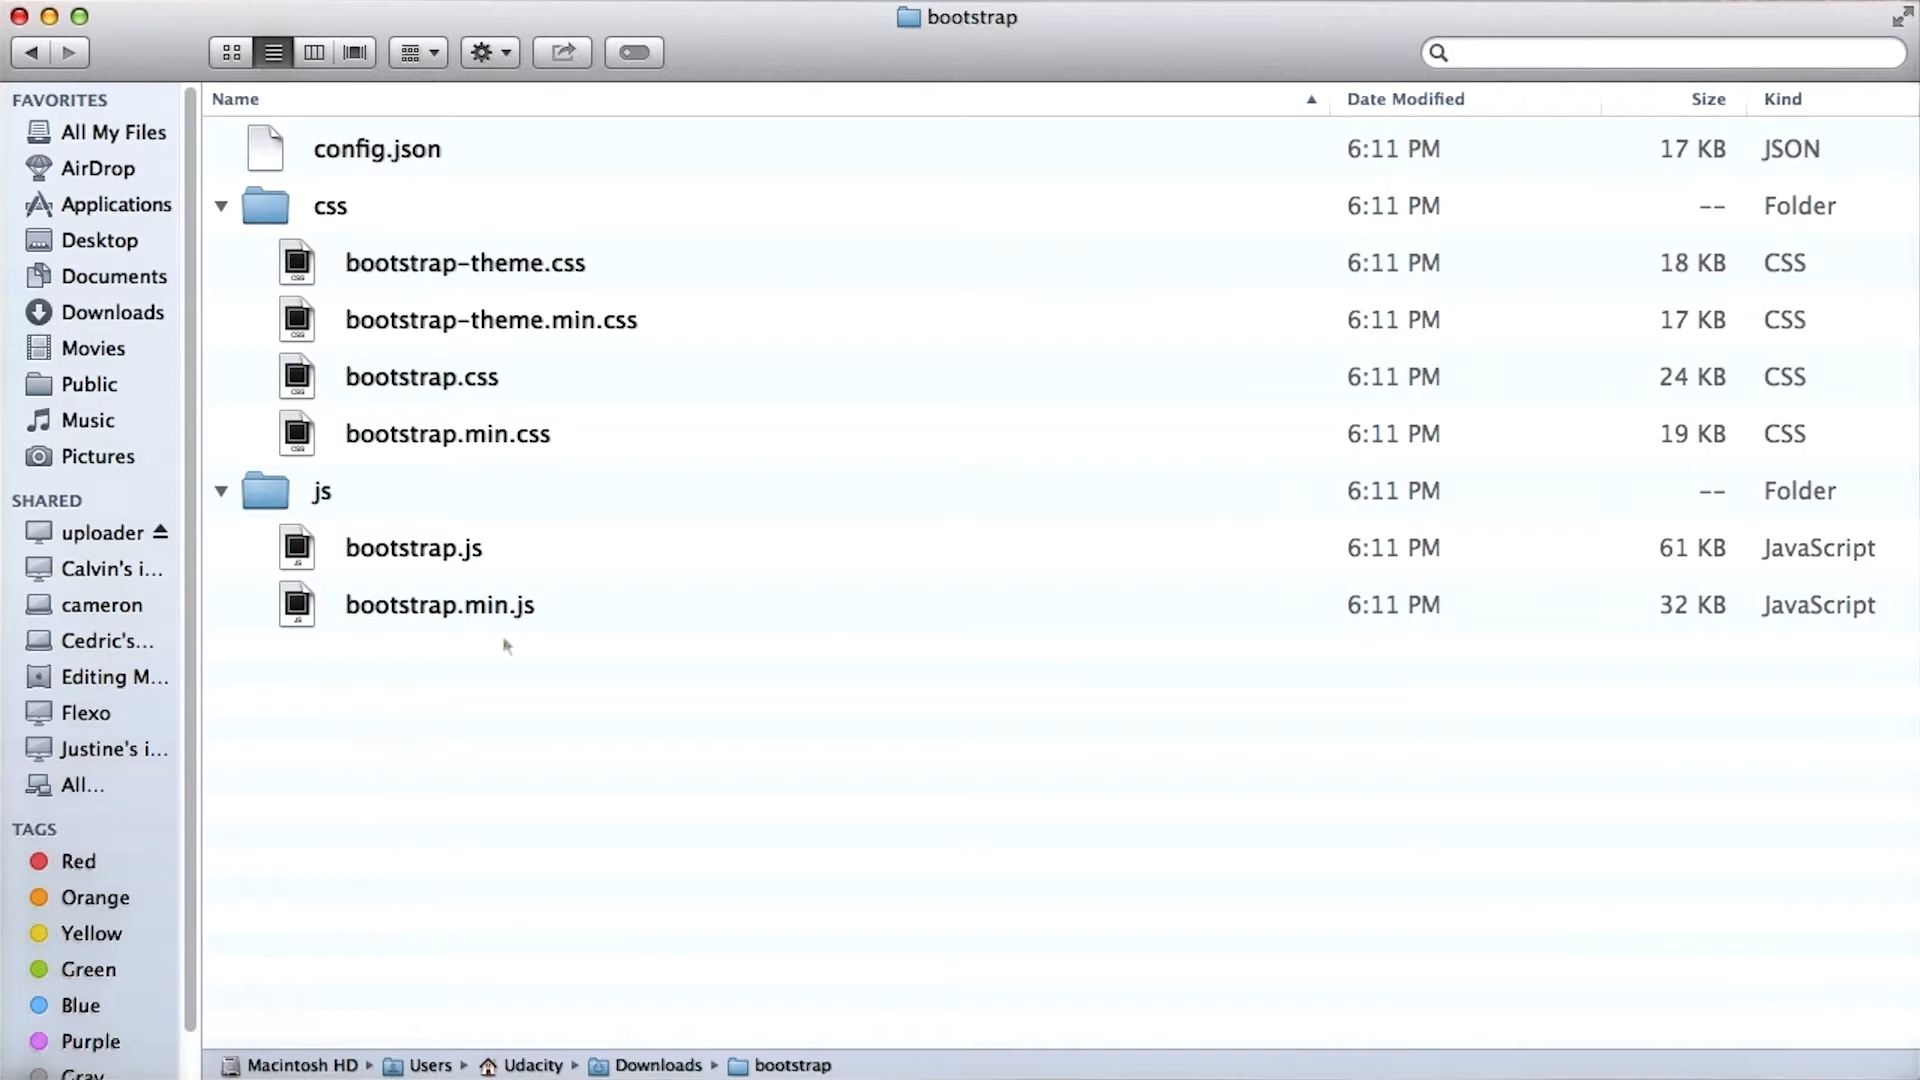 bootstrap
FAVORITES
All My Files
AirDrop
Applications
Desktop
Documents
Downloads
Movies
Public
Music
Pictures
SHARED
uploader
Calvin's i...
cameron
Cedric's...
Editing M...
Flexo
Justine's i...
All...
TAGS
Red
Orange
Yellow
Green
Blue
Purple
Gray
Name Date Modified Size Kind
config.json 6:11 PM 17 KB JSON
css 6:11 PM -- Folder
bootstrap-theme.css 6:11 PM 18 KB CSS
bootstrap-theme.min.css 6:11 PM 17 KB CSS
bootstrap.css 6:11 PM 24 KB CSS
bootstrap.min.css 6:11 PM 19 KB CSS
js 6:11 PM -- Folder
bootstrap.js 6:11 PM 61 KB JavaScript
bootstrap.min.js 6:11 PM 32 KB JavaScript
Macintosh HD Users Udacity Downloads bootstrap